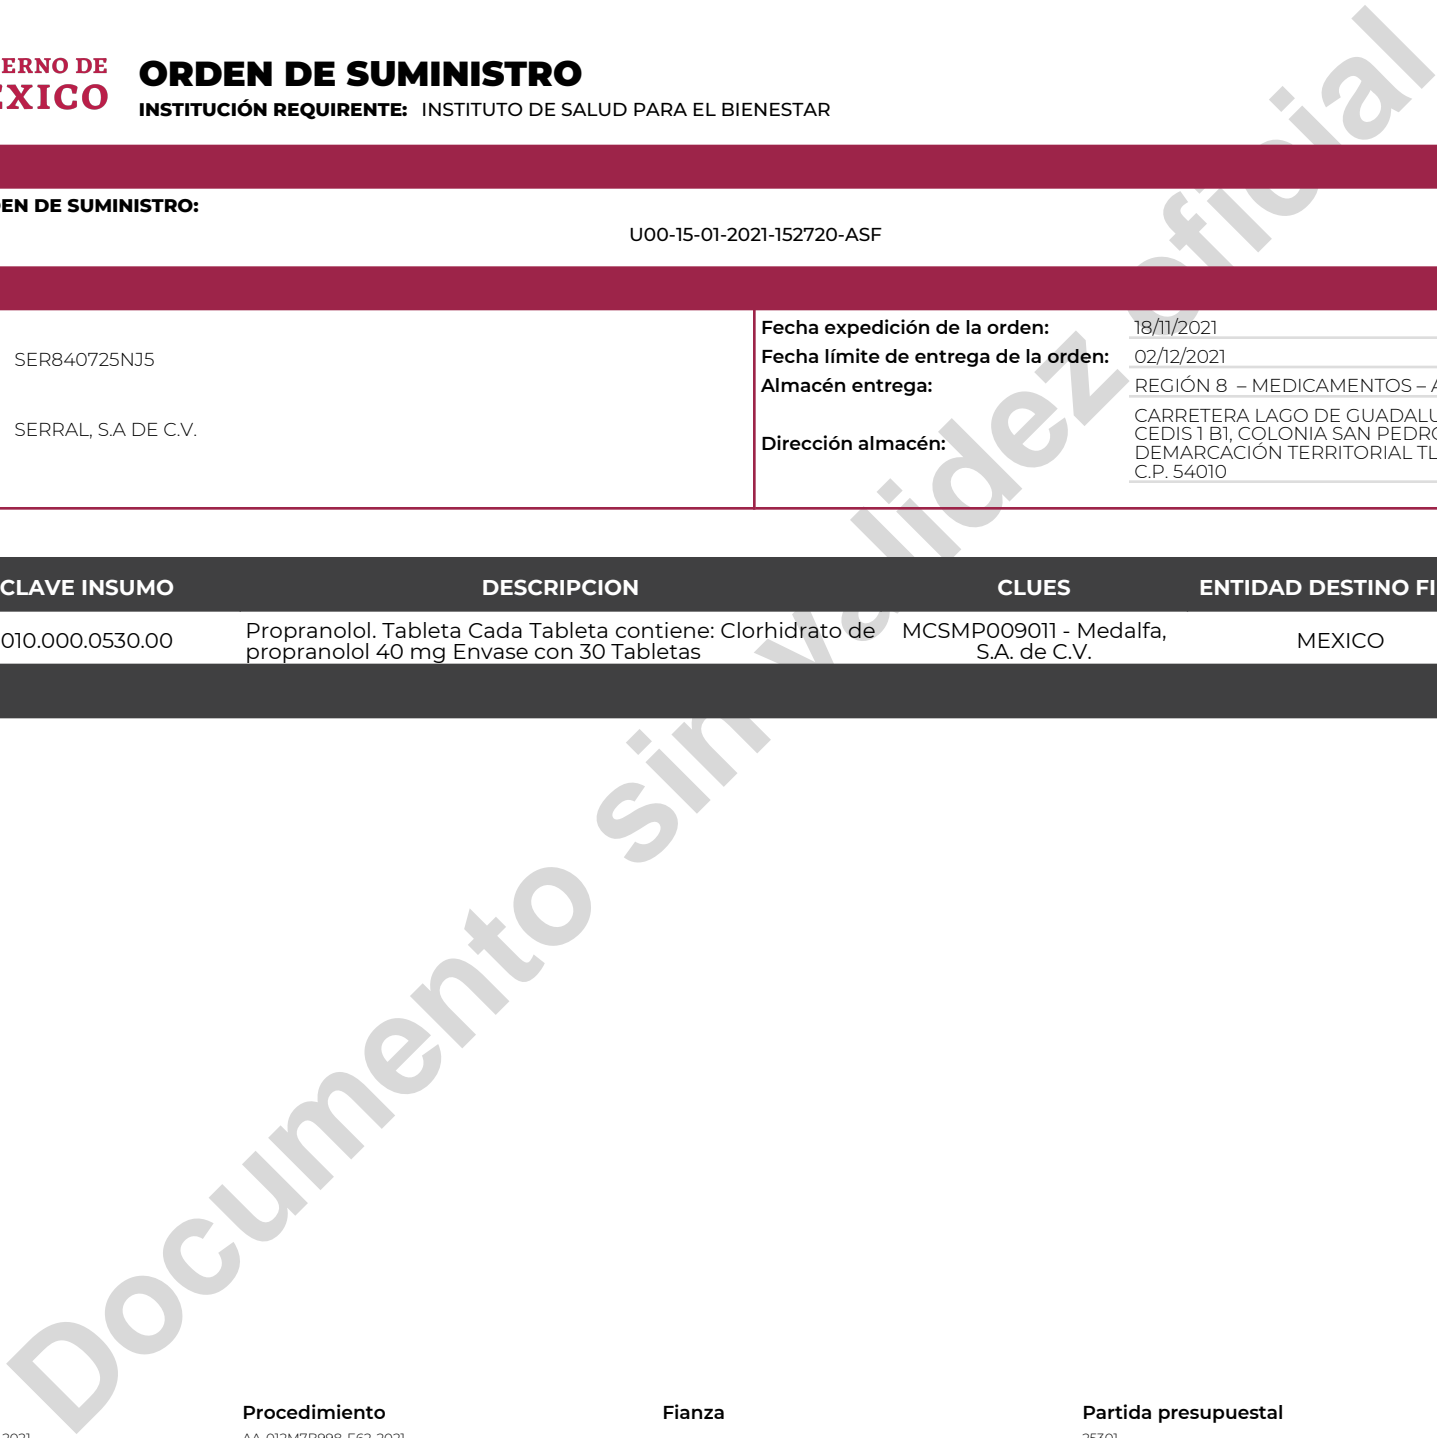 ERNO DE
EXICO
ORDEN DE SUMINISTRO
INSTITUCIÓN REQUIRENTE: INSTITUTO DE SALUD PARA EL BIENESTAR
EN DE SUMINISTRO:
U00-15-01-2021-152720-ASF
SER840725NJ5
SERRAL, S.A DE C.V.
Fecha expedición de la orden: 18/11/2021
Fecha límite de entrega de la orden: 02/12/2021
Almacén entrega: REGIÓN 8 – MEDICAMENTOS – A
Dirección almacén:
CARRETERA LAGO DE GUADALU
CEDIS 1 B1, COLONIA SAN PEDRO
DEMARCACIÓN TERRITORIAL TL
C.P. 54010
CLAVE INSUMO DESCRIPCION CLUES ENTIDAD DESTINO FI
010.000.0530.00
Propranolol. Tableta Cada Tableta contiene: Clorhidrato de
propranolol 40 mg Envase con 30 Tabletas
MCSMP009011 - Medalfa,
S.A. de C.V.
MEXICO
Documento sin validez oficial
Procedimiento Fianza Partida presupuestal